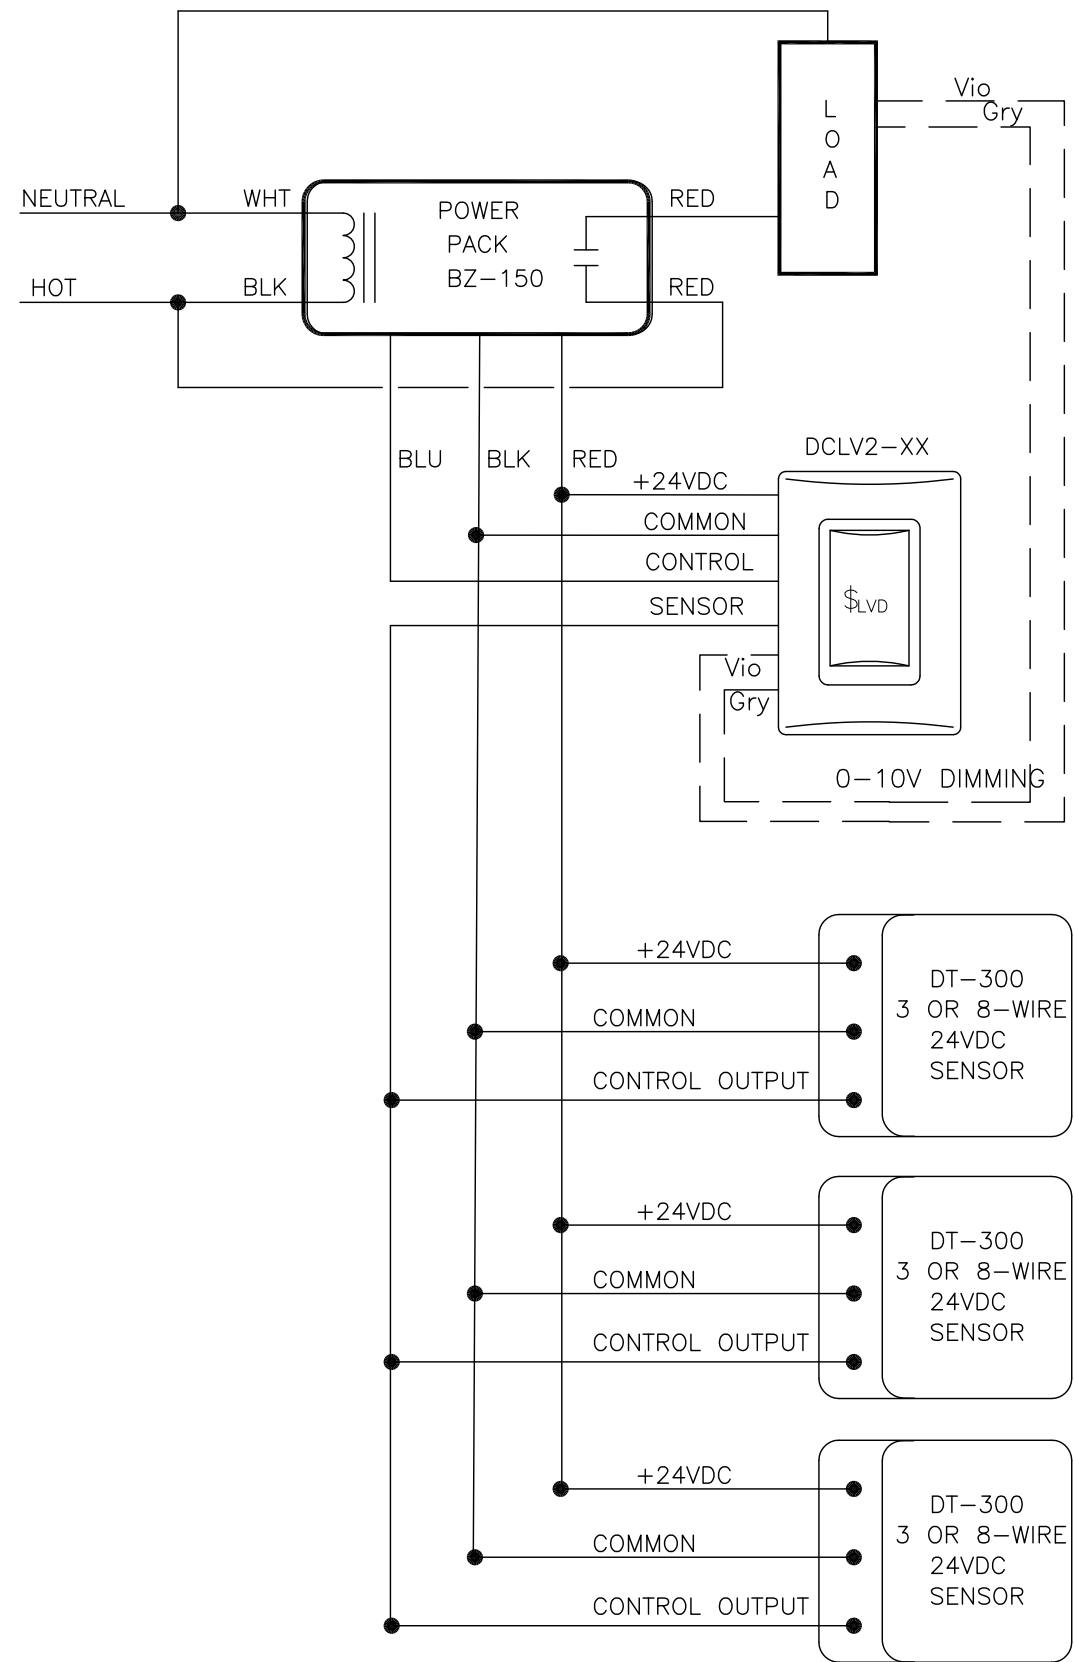 Vio
Gry
L
O
A
D
NEUTRAL
WHT
POWER
PACK
BZ-150
RED
HOT
BLK
RED
BLU
BLK
RED
DCLV2-XX
+24VDC
COMMON
CONTROL
SENSOR
$LVD
Vio
Gry
0-10V DIMMING
+24VDC
COMMON
CONTROL OUTPUT
DT-300
3 OR 8-WIRE
24VDC
SENSOR
+24VDC
COMMON
CONTROL OUTPUT
DT-300
3 OR 8-WIRE
24VDC
SENSOR
+24VDC
COMMON
CONTROL OUTPUT
DT-300
3 OR 8-WIRE
24VDC
SENSOR